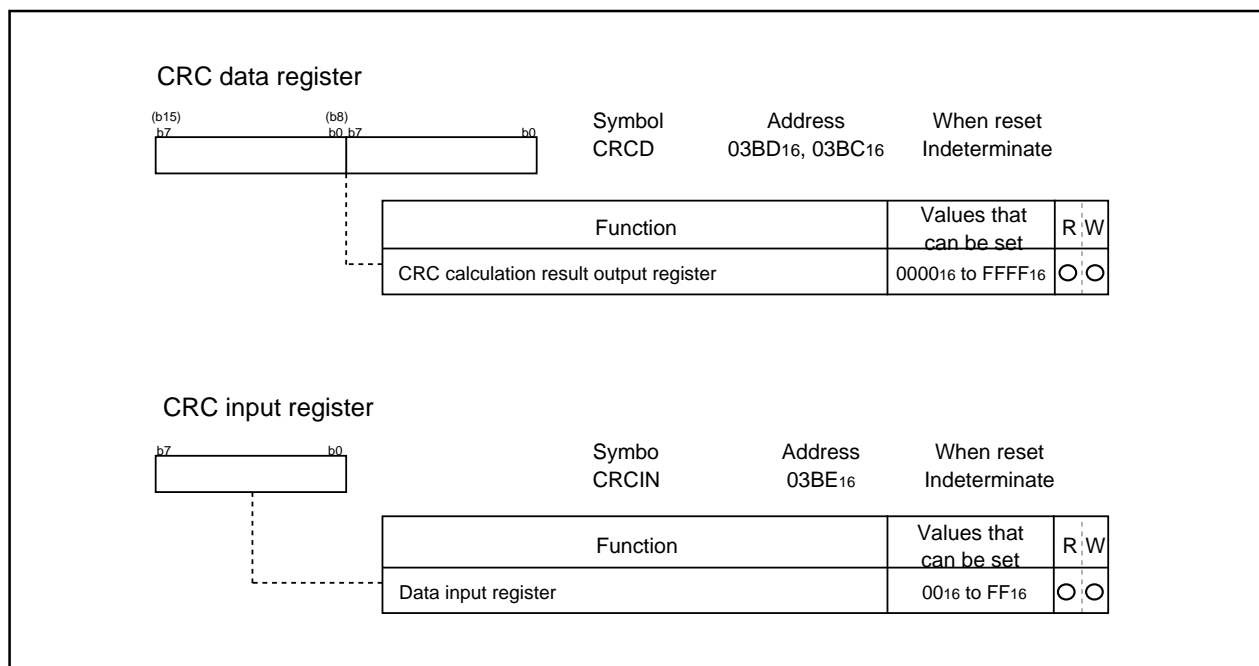 CRC data register
(b15) (b8)
b7 b0 b7 b0
Symbol Address When reset
CRCD 03BD16, 03BC16 Indeterminate
Function Values that can be set R W
CRC calculation result output register 000016 to FFFF16
CRC input register
b7 b0
Symbo Address When reset
CRCIN 03BE16 Indeterminate
Function Values that can be set R W
Data input register 0016 to FF16